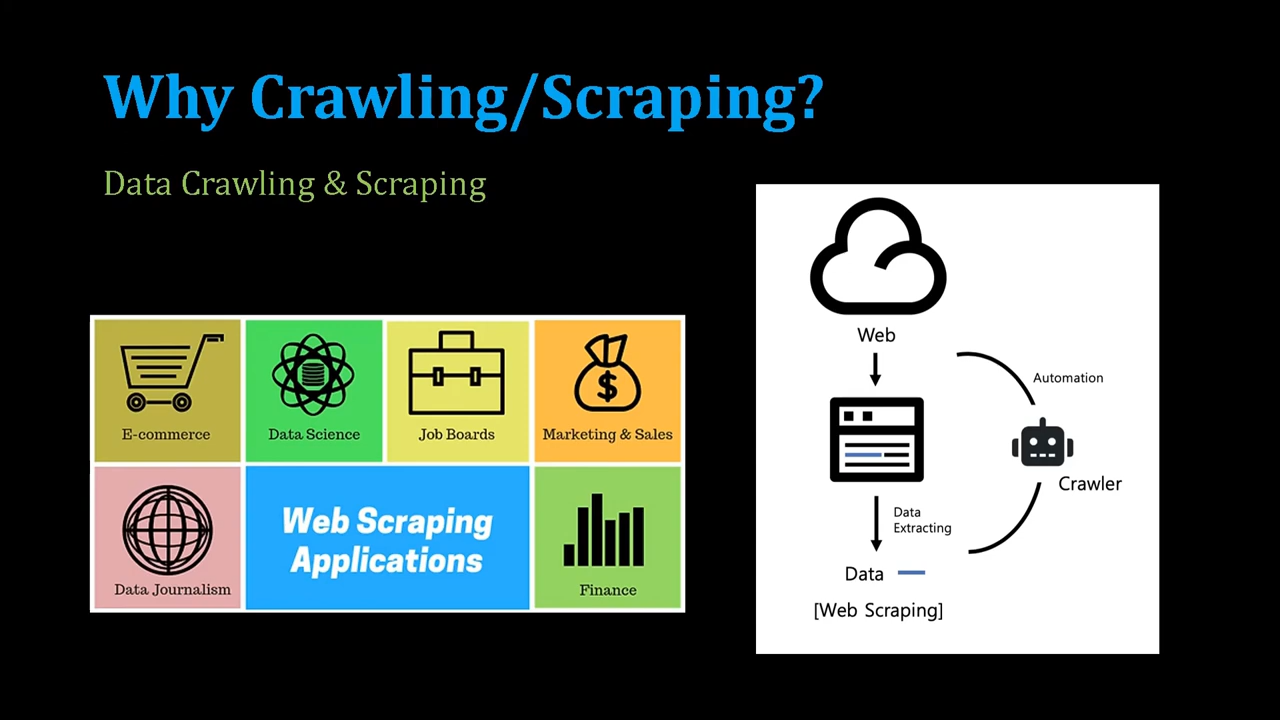 Why Crawling/Scraping?
Data Crawling & Scraping
E-commerce
Data Science
Job Boards
Marketing & Sales
Data Journalism
Web Scraping
Applications
Finance
Web
Automation
Crawler
Data
Extracting
Data
[Web Scraping]